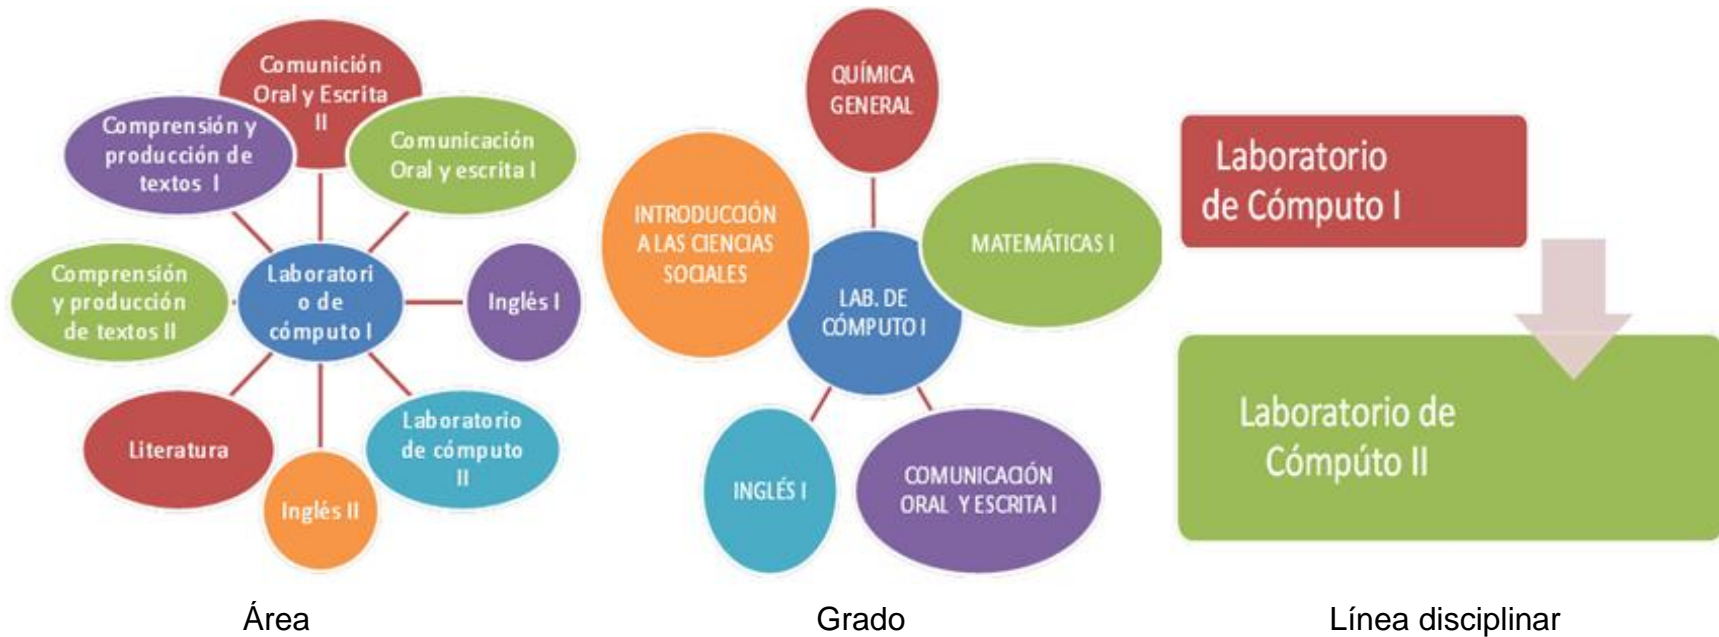 Comunición
Oral y Escrita
II
Comprensión y
producción de
textos I
Comunicación
Oral y escrita I
Comprensión
y producción
de textos II
Laboratori
o de
cómputo I
Inglés I
Literatura
Laboratorio
de cómputo
II
Inglés II
Área
QUÍMICA
GENERAL
INTRODUCCIÓN
A LAS CIENCIAS
SOCIALES
MATEMÁTICAS I
LAB. DE
CÓMPUTO I
INGLÉS I
COMUNICACIÓN
ORAL Y ESCRITA I
Grado
Laboratorio
de Cómputo I
Laboratorio de
Cómpúto II
Línea disciplinar